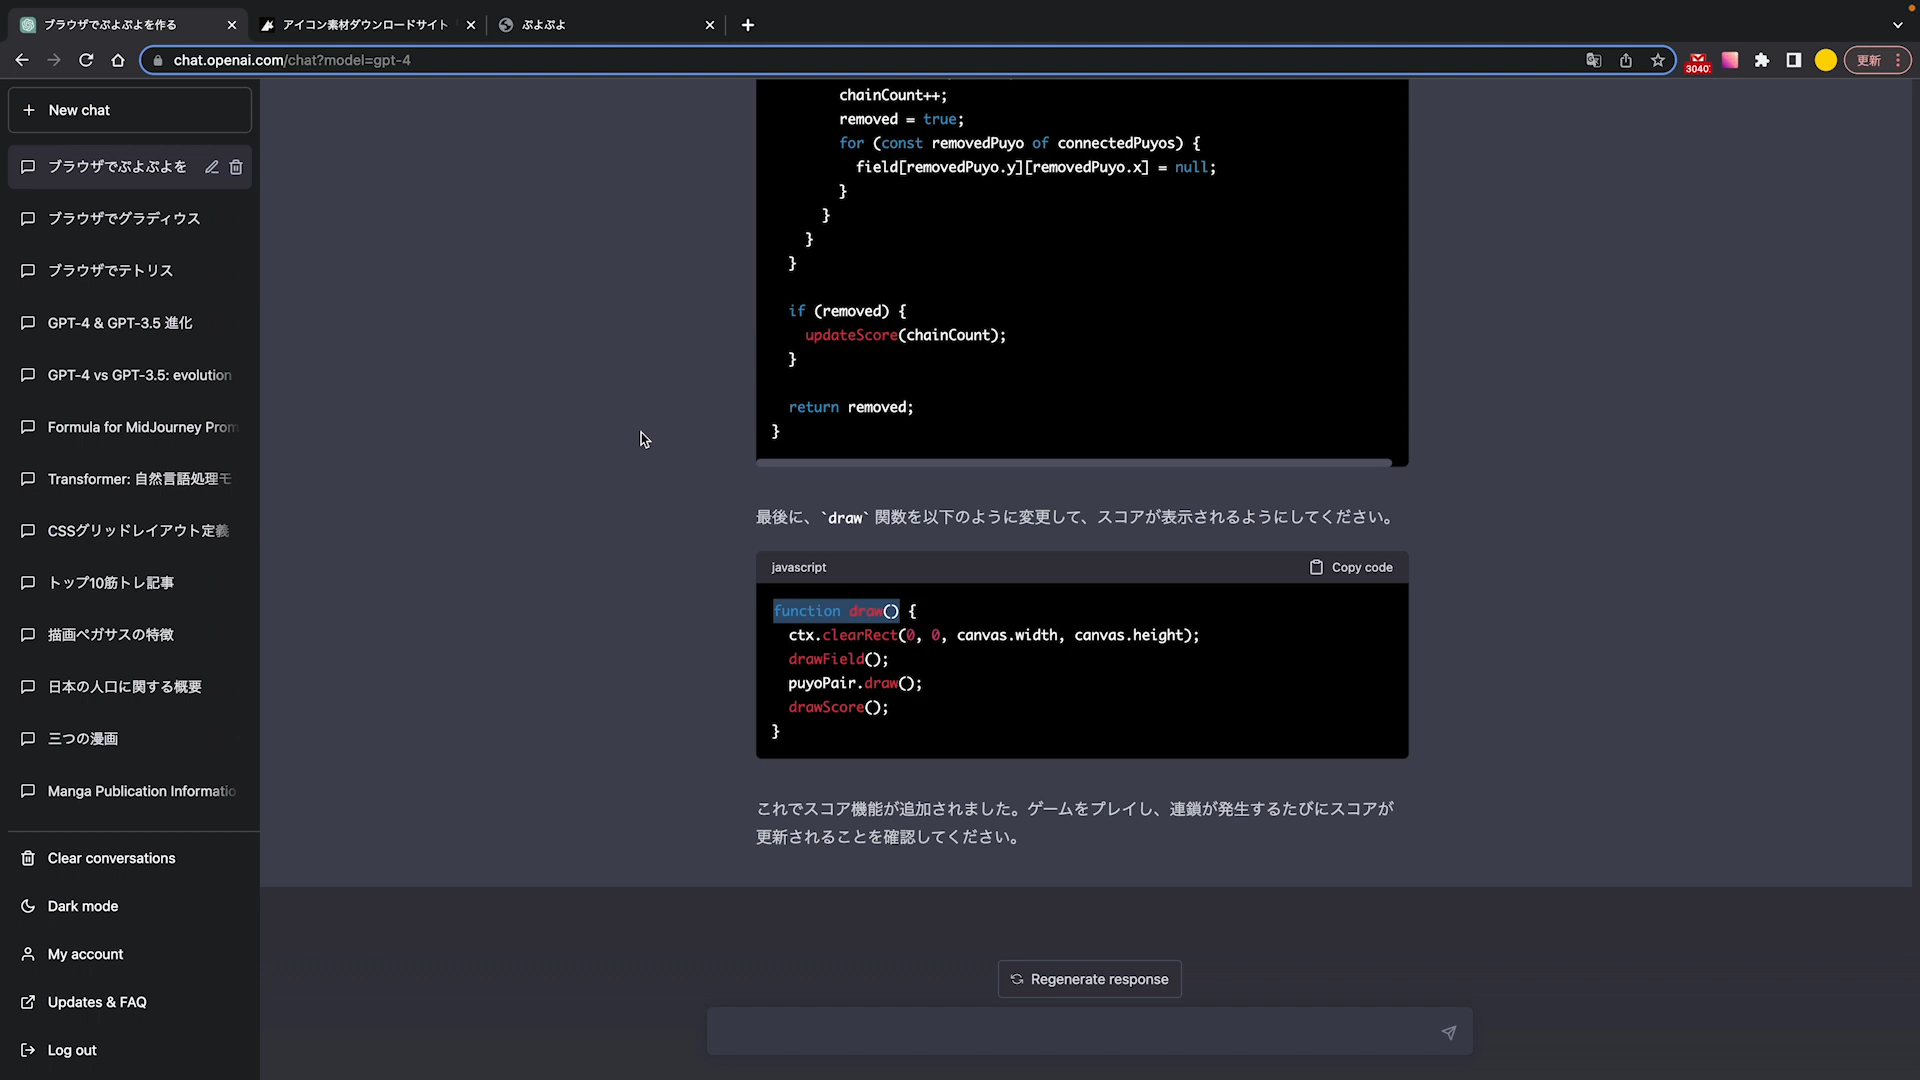 ブラウザでぷよぷよを作る
アイコン素材ダウンロードサイト
ぷよぷよ
chat.openai.com/chat?model=gpt-4
3040
更新
New chat
ブラウザでぷよぷよを
ブラウザでグラディウス
ブラウザでテトリス
GPT-4 & GPT-3.5 進化
GPT-4 vs GPT-3.5: evolution
Formula for MidJourney Prom
Transformer: 自然言語処理モ
CSSグリッドレイアウト定義
トップ10筋トレ記事
描画ペガサスの特徴
日本の人口に関する概要
三つの漫画
Manga Publication Informatio
Clear conversations
Dark mode
My account
Updates & FAQ
Log out
chainCount++;
removed = true;
for (const removedPuyo of connectedPuyos) {
field[removedPuyo.y][removedPuyo.x] = null;
}
}
}
}
if (removed) {
updateScore(chainCount);
}
return removed;
}
最後に、`draw` 関数を以下のように変更して、スコアが表示されるようにしてください。
javascript
Copy code
function draw() {
ctx.clearRect(0, 0, canvas.width, canvas.height);
drawField();
puyoPair.draw();
drawScore();
}
これでスコア機能が追加されました。ゲームをプレイし、連鎖が発生するたびにスコアが
更新されることを確認してください。
Regenerate response